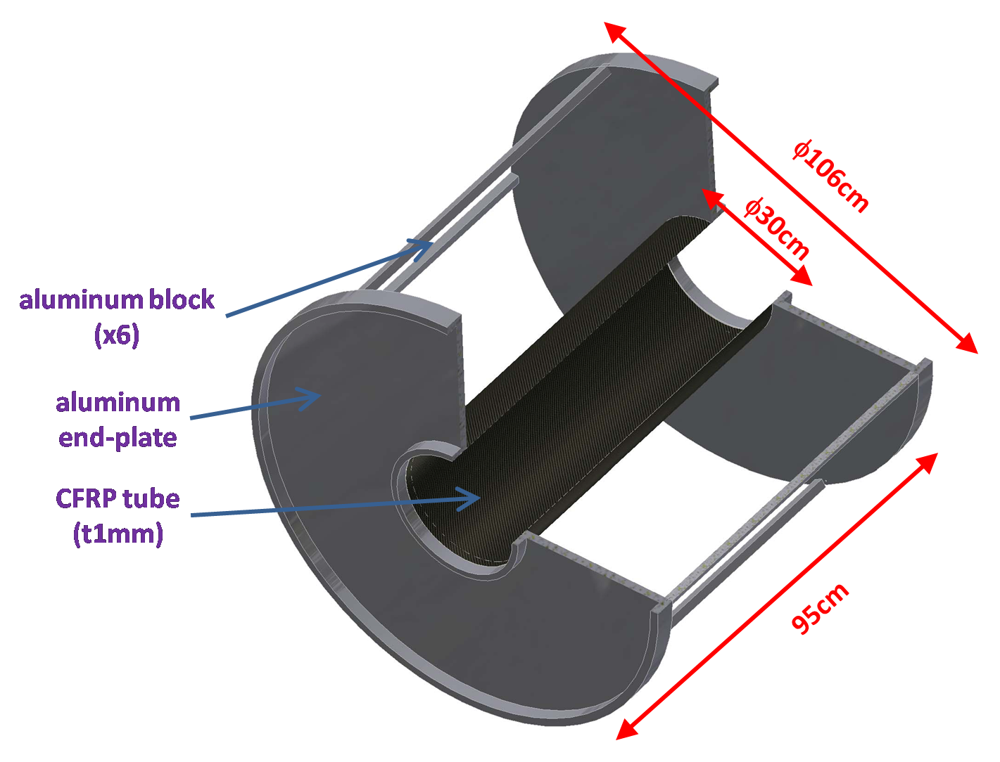 ϕ106cm
ϕ30cm
aluminum block
(x6)
aluminum
end-plate
CFRP tube
(t1mm)
95cm